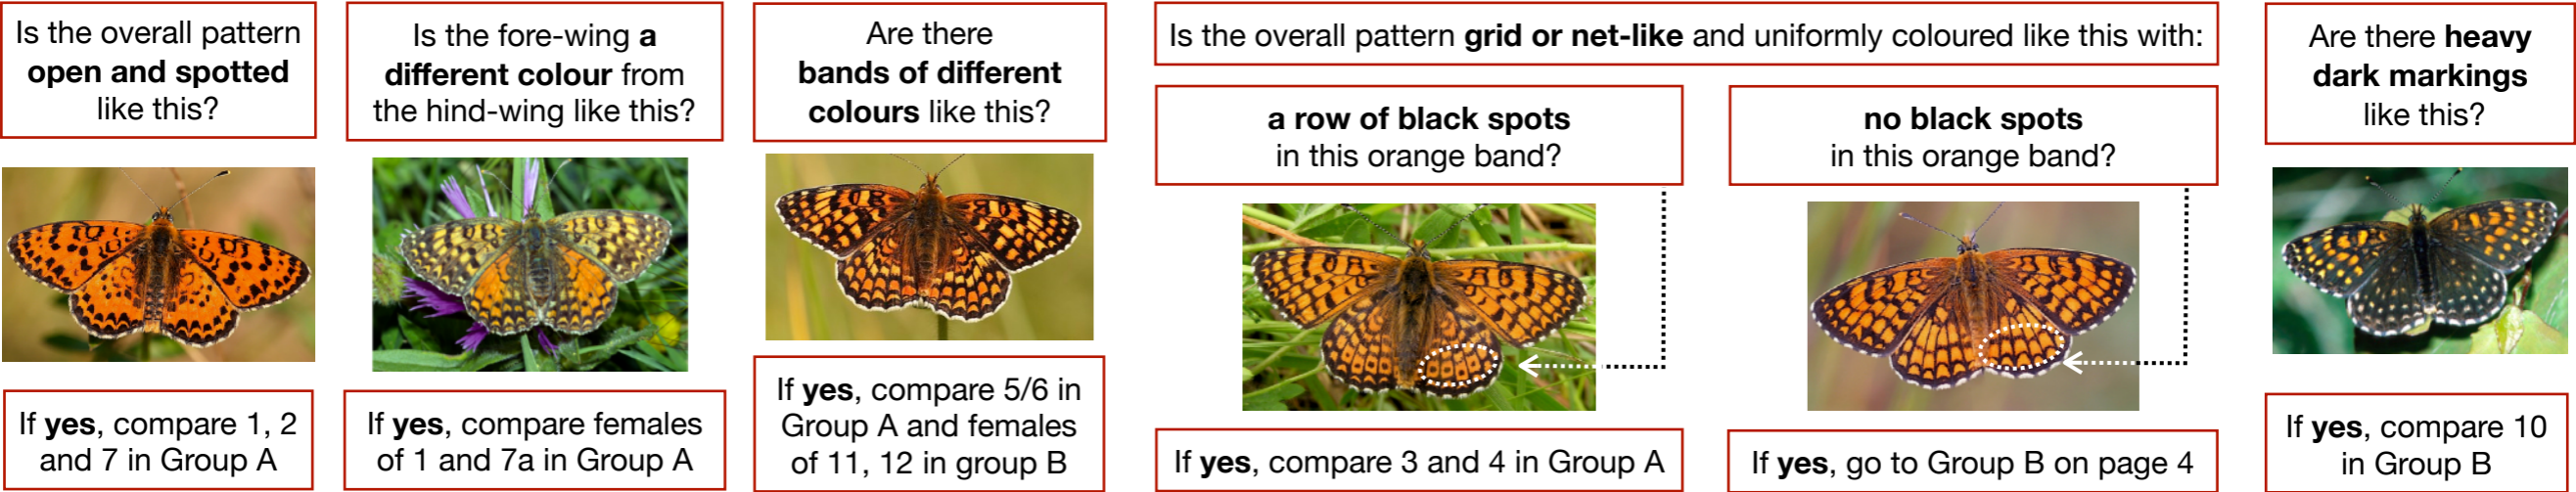 Is the overall pattern
open and spotted
like this?
If yes, compare 1, 2
and 7 in Group A
Is the fore-wing a
different colour from
the hind-wing like this?
If yes, compare females
of 1 and 7a in Group A
Are there
bands of different
colours like this?
If yes, compare 5/6 in
Group A and females
of 11, 12 in group B
Is the overall pattern grid or net-like and uniformly coloured like this with:
a row of black spots
in this orange band?
If yes, compare 3 and 4 in Group A
no black spots
in this orange band?
If yes, go to Group B on page 4
Are there heavy
dark markings
like this?
If yes, compare 10
in Group B